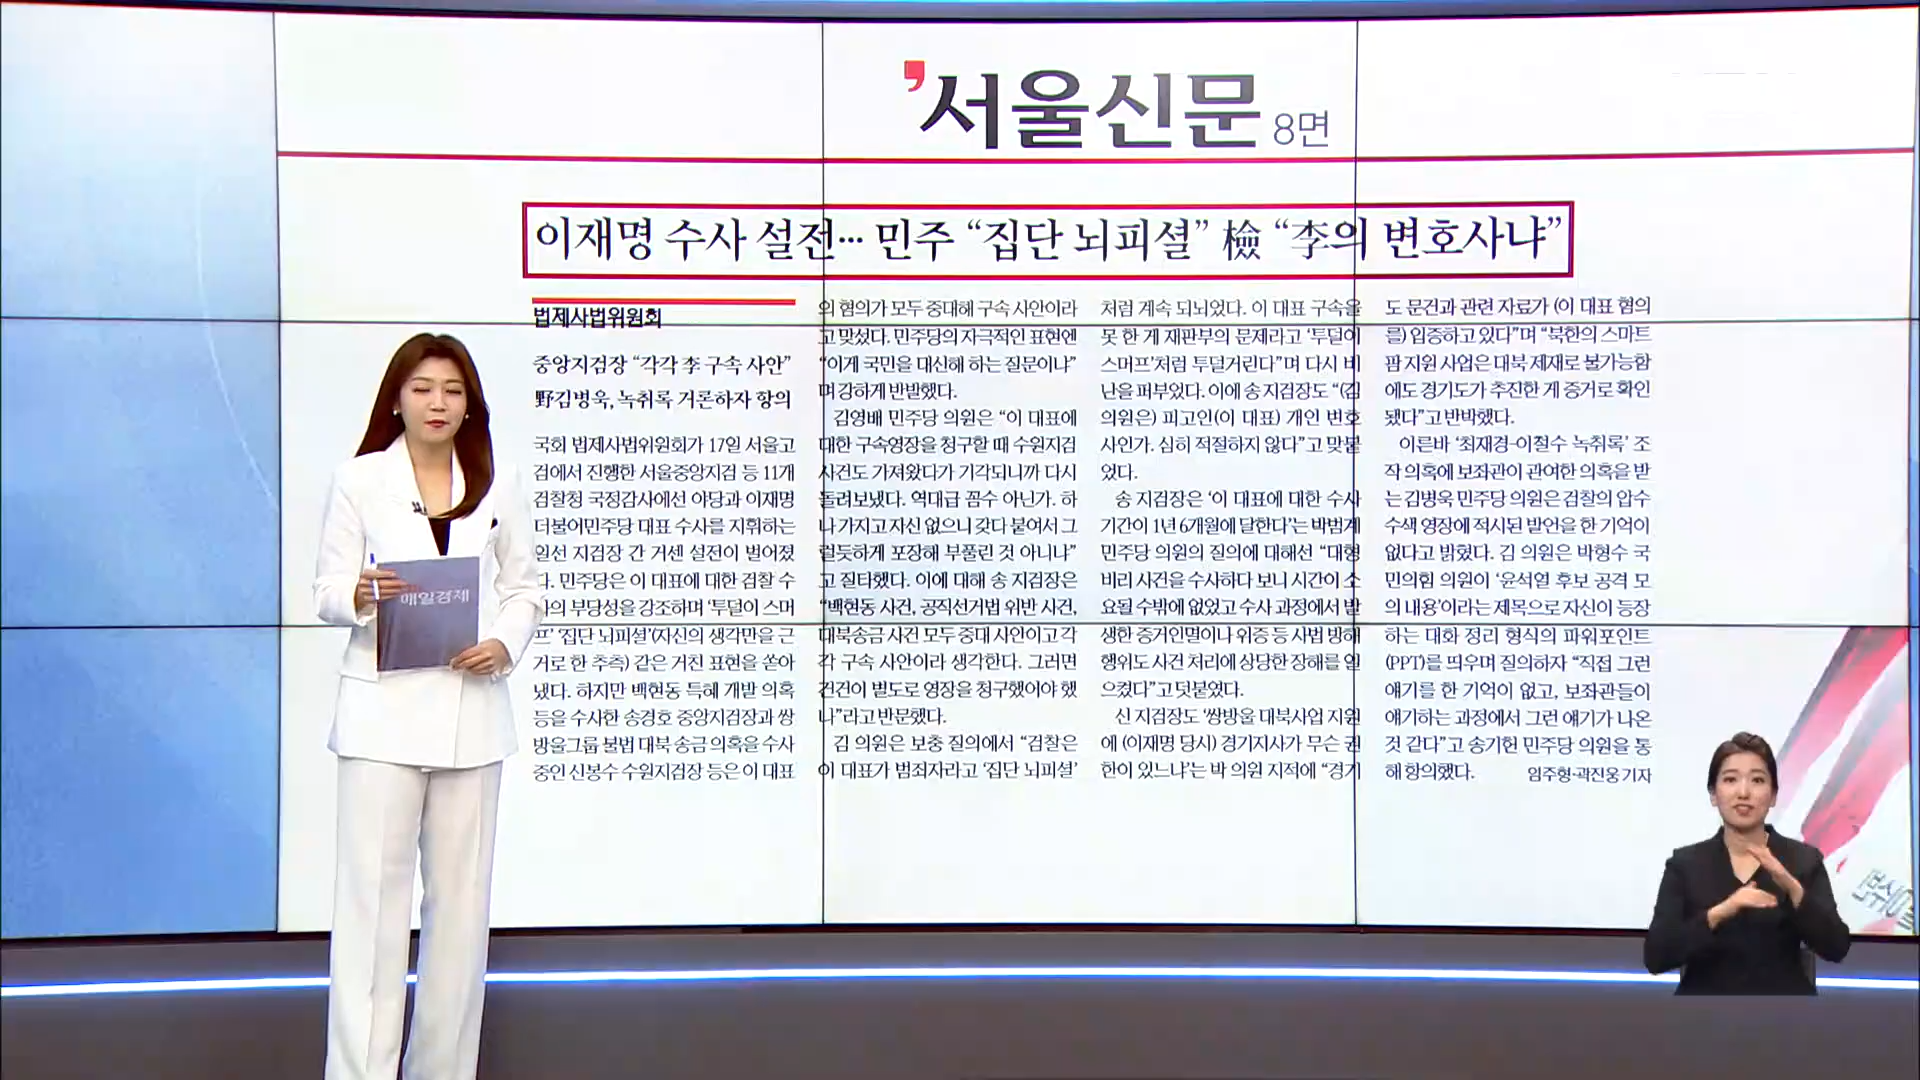 서울신문 8면
이재명 수사 설전… 민주 “집단 뇌피셜” 檢 “李의 변호사냐”
법제사법위원회
중앙지검장 “각각 李 구속 사안”
野김병욱, 녹취록 거론하자 항의
국회 법제사법위원회가 17일 서울고
검에서 진행한 서울중앙지검 등 11개
검찰청 국정감사에선 야당과 이재명
더불어민주당 대표 수사를 지휘하는
일선 지검장 간 거센 설전이 벌어졌
다. 민주당은 이 대표에 대한 검찰 수
의 부당성을 강조하며 ‘투덜이 스머
프’ ‘집단 뇌피셜’(자신의 생각만을 근
거로 한 추측) 같은 거친 표현을 쏟아
냈다. 하지만 백현동 특혜 개발 의혹
등을 수사한 송경호 중앙지검장과 쌍
방울그룹 불법 대북 송금 의혹을 수사
중인 신봉수 수원지검장 등은 이 대표
의 혐의가 모두 중대해 구속 사안이라
고 맞섰다. 민주당의 자극적인 표현엔
“이게 국민을 대신해 하는 질문이냐”
며 강하게 반발했다.
김영배 민주당 의원은 “이 대표에
대한 구속영장을 청구할 때 수원지검
사건도 가져왔다가 기각되니까 다시
돌려보냈다. 역대급 꼼수 아닌가. 하
나 가지고 자신 없으니 갖다 붙여서 그
럴듯하게 포장해 부풀린 것 아니냐”
고 질타했다. 이에 대해 송 지검장은
“백현동 사건, 공직선거법 위반 사건,
대북송금 사건 모두 중대 사안이고 각
각 구속 사안이라 생각한다. 그러면
건건이 별도로 영장을 청구했어야 했
나”라고 반문했다.
김 의원은 보충 질의에서 “검찰은
이 대표가 범죄자라고 ‘집단 뇌피셜’
처럼 계속 되뇌었다. 이 대표 구속을
못 한 게 재판부의 문제라고 ‘투덜이
스머프’처럼 투덜거린다”며 다시 비
난을 퍼부었다. 이에 송 지검장도 “(김
의원은) 피고인(이 대표) 개인 변호
사인가. 심히 적절하지 않다”고 맞붙
었다.
송 지검장은 ‘이 대표에 대한 수사
기간이 1년 6개월에 달한다’는 박범계
민주당 의원의 질의에 대해선 “대형
비리 사건을 수사하다 보니 시간이 소
요될 수밖에 없었고 수사 과정에서 발
생한 증거인멸이나 위증 등 사법 방해
행위도 사건 처리에 상당한 장해를 일
으켰다”고 덧붙였다.
신 지검장도 ‘쌍방울 대북사업 지원
에 (이재명 당시) 경기지사가 무슨 권
한이 있느냐’는 박 의원 지적에 “경기
도 문건과 관련 자료가 (이 대표 혐의
를) 입증하고 있다”며 “북한의 스마트
팜 지원 사업은 대북 제재로 불가능함
에도 경기도가 추진한 게 증거로 확인
됐다”고 반박했다.
이른바 ‘최재경-이철수 녹취록’ 조
작 의혹에 보좌관이 관여한 의혹을 받
는 김병욱 민주당 의원은 검찰의 압수
수색 영장에 적시된 발언을 한 기억이
없다고 밝혔다. 김 의원은 박형수 국
민의힘 의원이 ‘윤석열 후보 공격 모
의 내용’이라는 제목으로 자신이 등장
하는 대화 정리 형식의 파워포인트
(PPT)를 띄우며 질의하자 “직접 그런
얘기를 한 기억이 없고, 보좌관들이
얘기하는 과정에서 그런 얘기가 나온
것 같다”고 송기헌 민주당 의원을 통
해 항의했다. 임주형·곽진웅 기자
매일경제